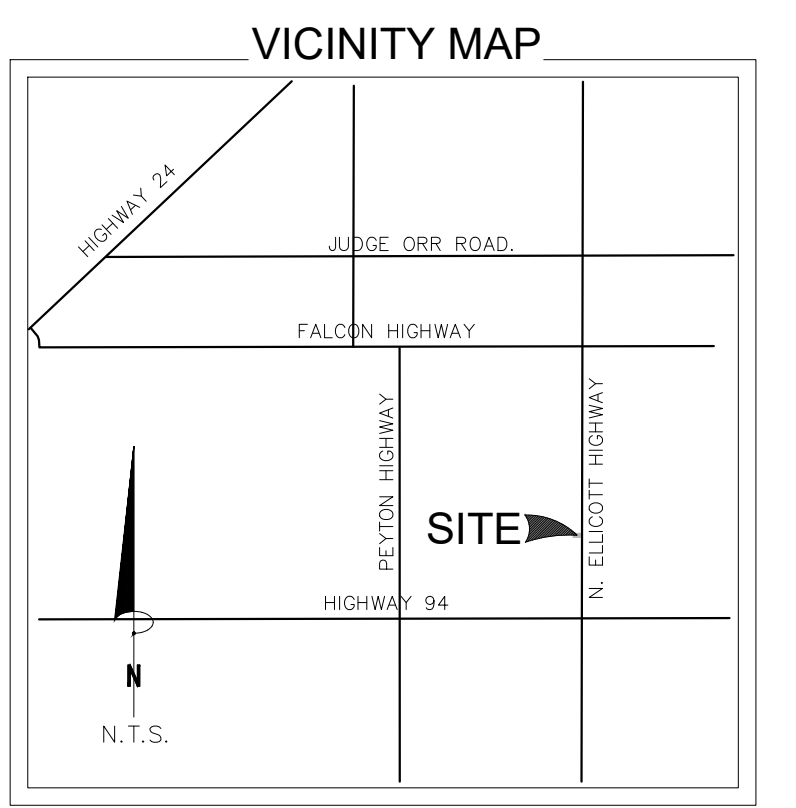 VICINITY MAP
HIGHWAY 24
JUDGE ORR ROAD.
FALCON HIGHWAY
PEYTON HIGHWAY
N. ELLICOTT HIGHWAY
SITE
HIGHWAY 94
N
N.T.S.